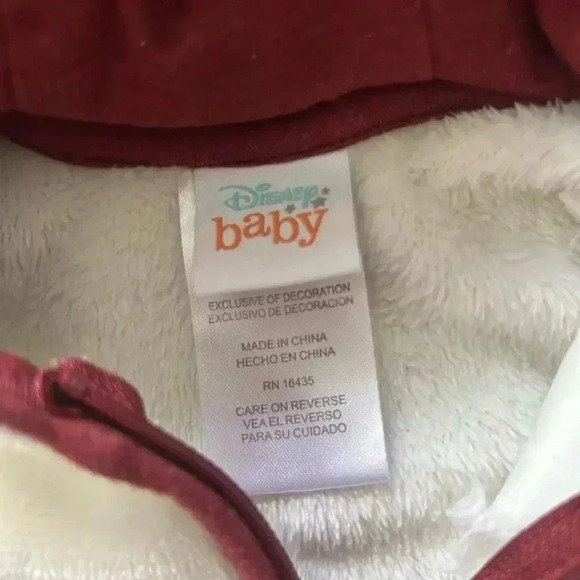 Disney
baby
EXCLUSIVE OF DECORATION
EXCLUSIVO DE DECORACION
MADE IN CHINA
HECHO EN CHINA
RN 16435
CARE ON REVERSE
VEA EL REVERSO
PARA SU CUIDADO